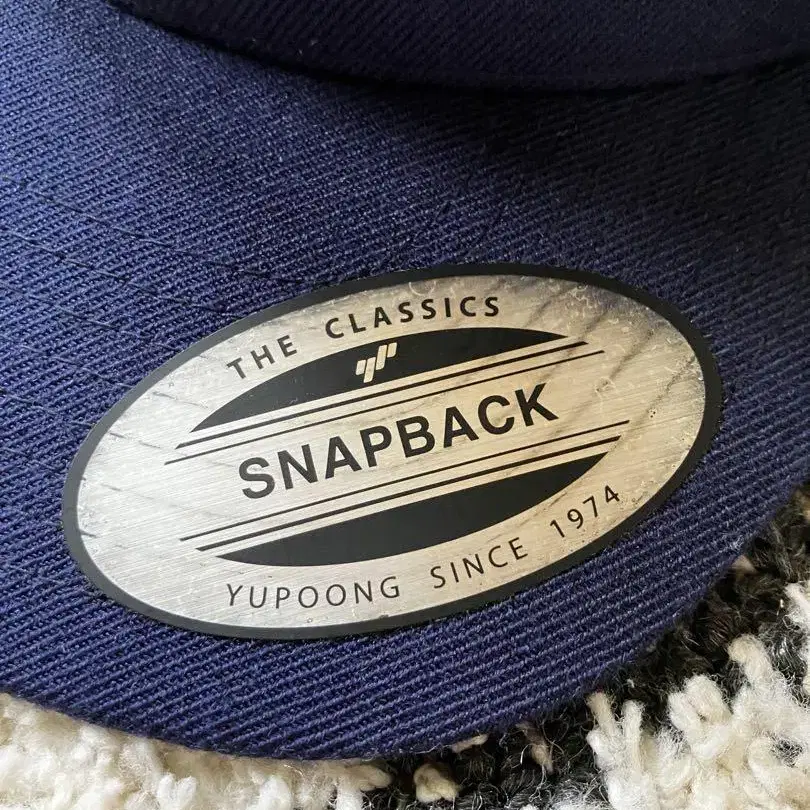 THE CLASSICS
SNAPBACK
YUPOONG SINCE 1974